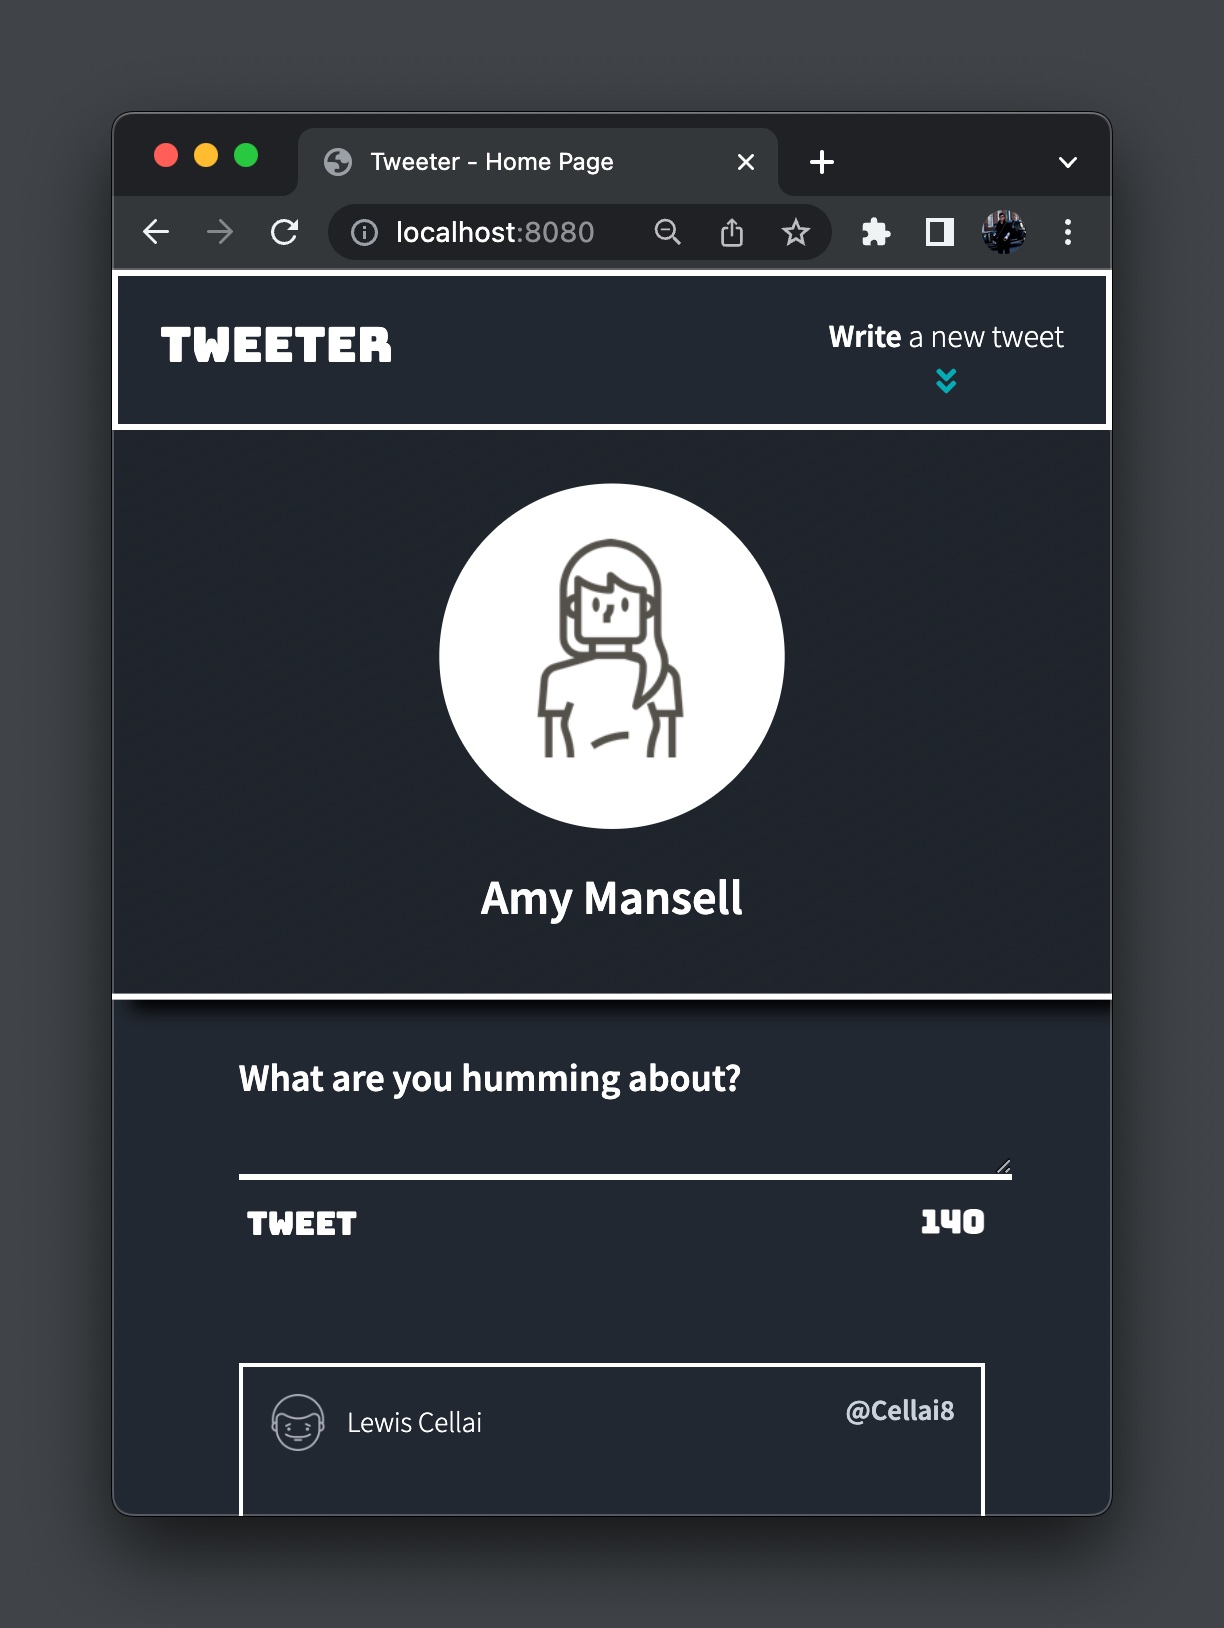 Tweeter - Home Page
localhost:8080
TWEETER
Write a new tweet
Amy Mansell
What are you humming about?
TWEET 140
Lewis Cellai @Cellai8